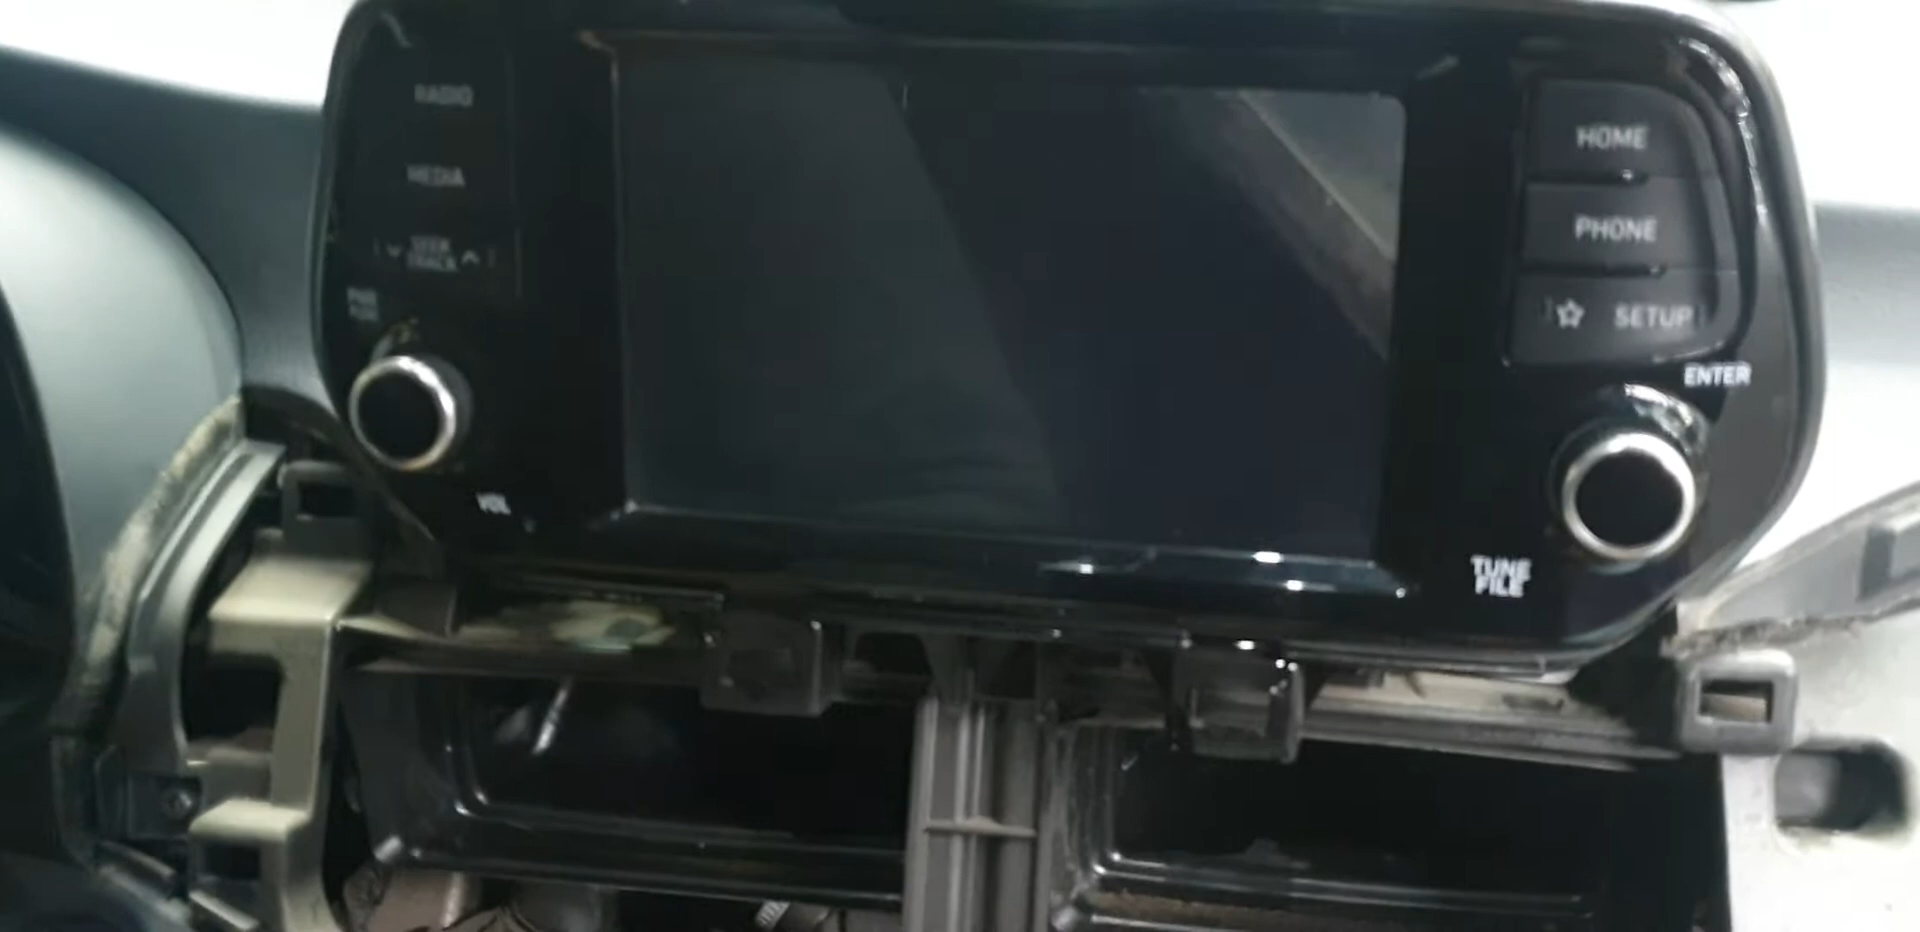 RADIO
MEDIA
SEEK
TRACK
VOL
HOME
PHONE
SETUP
ENTER
TUNE
FILE